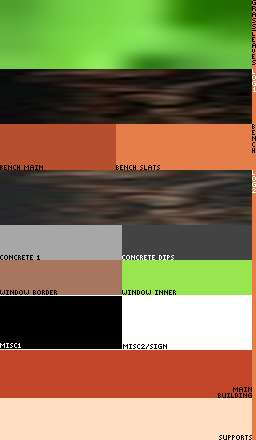 GRASS/LEAVES
LOG1
BENCH
BENCH MAIN
BENCH SLATS
LOG2
CONCRETE 1
CONCRETE DIPS
WINDOW BORDER
WINDOW INNER
MISC1
MISC2/SIGN
MAIN
BUILDING
SUPPORTS